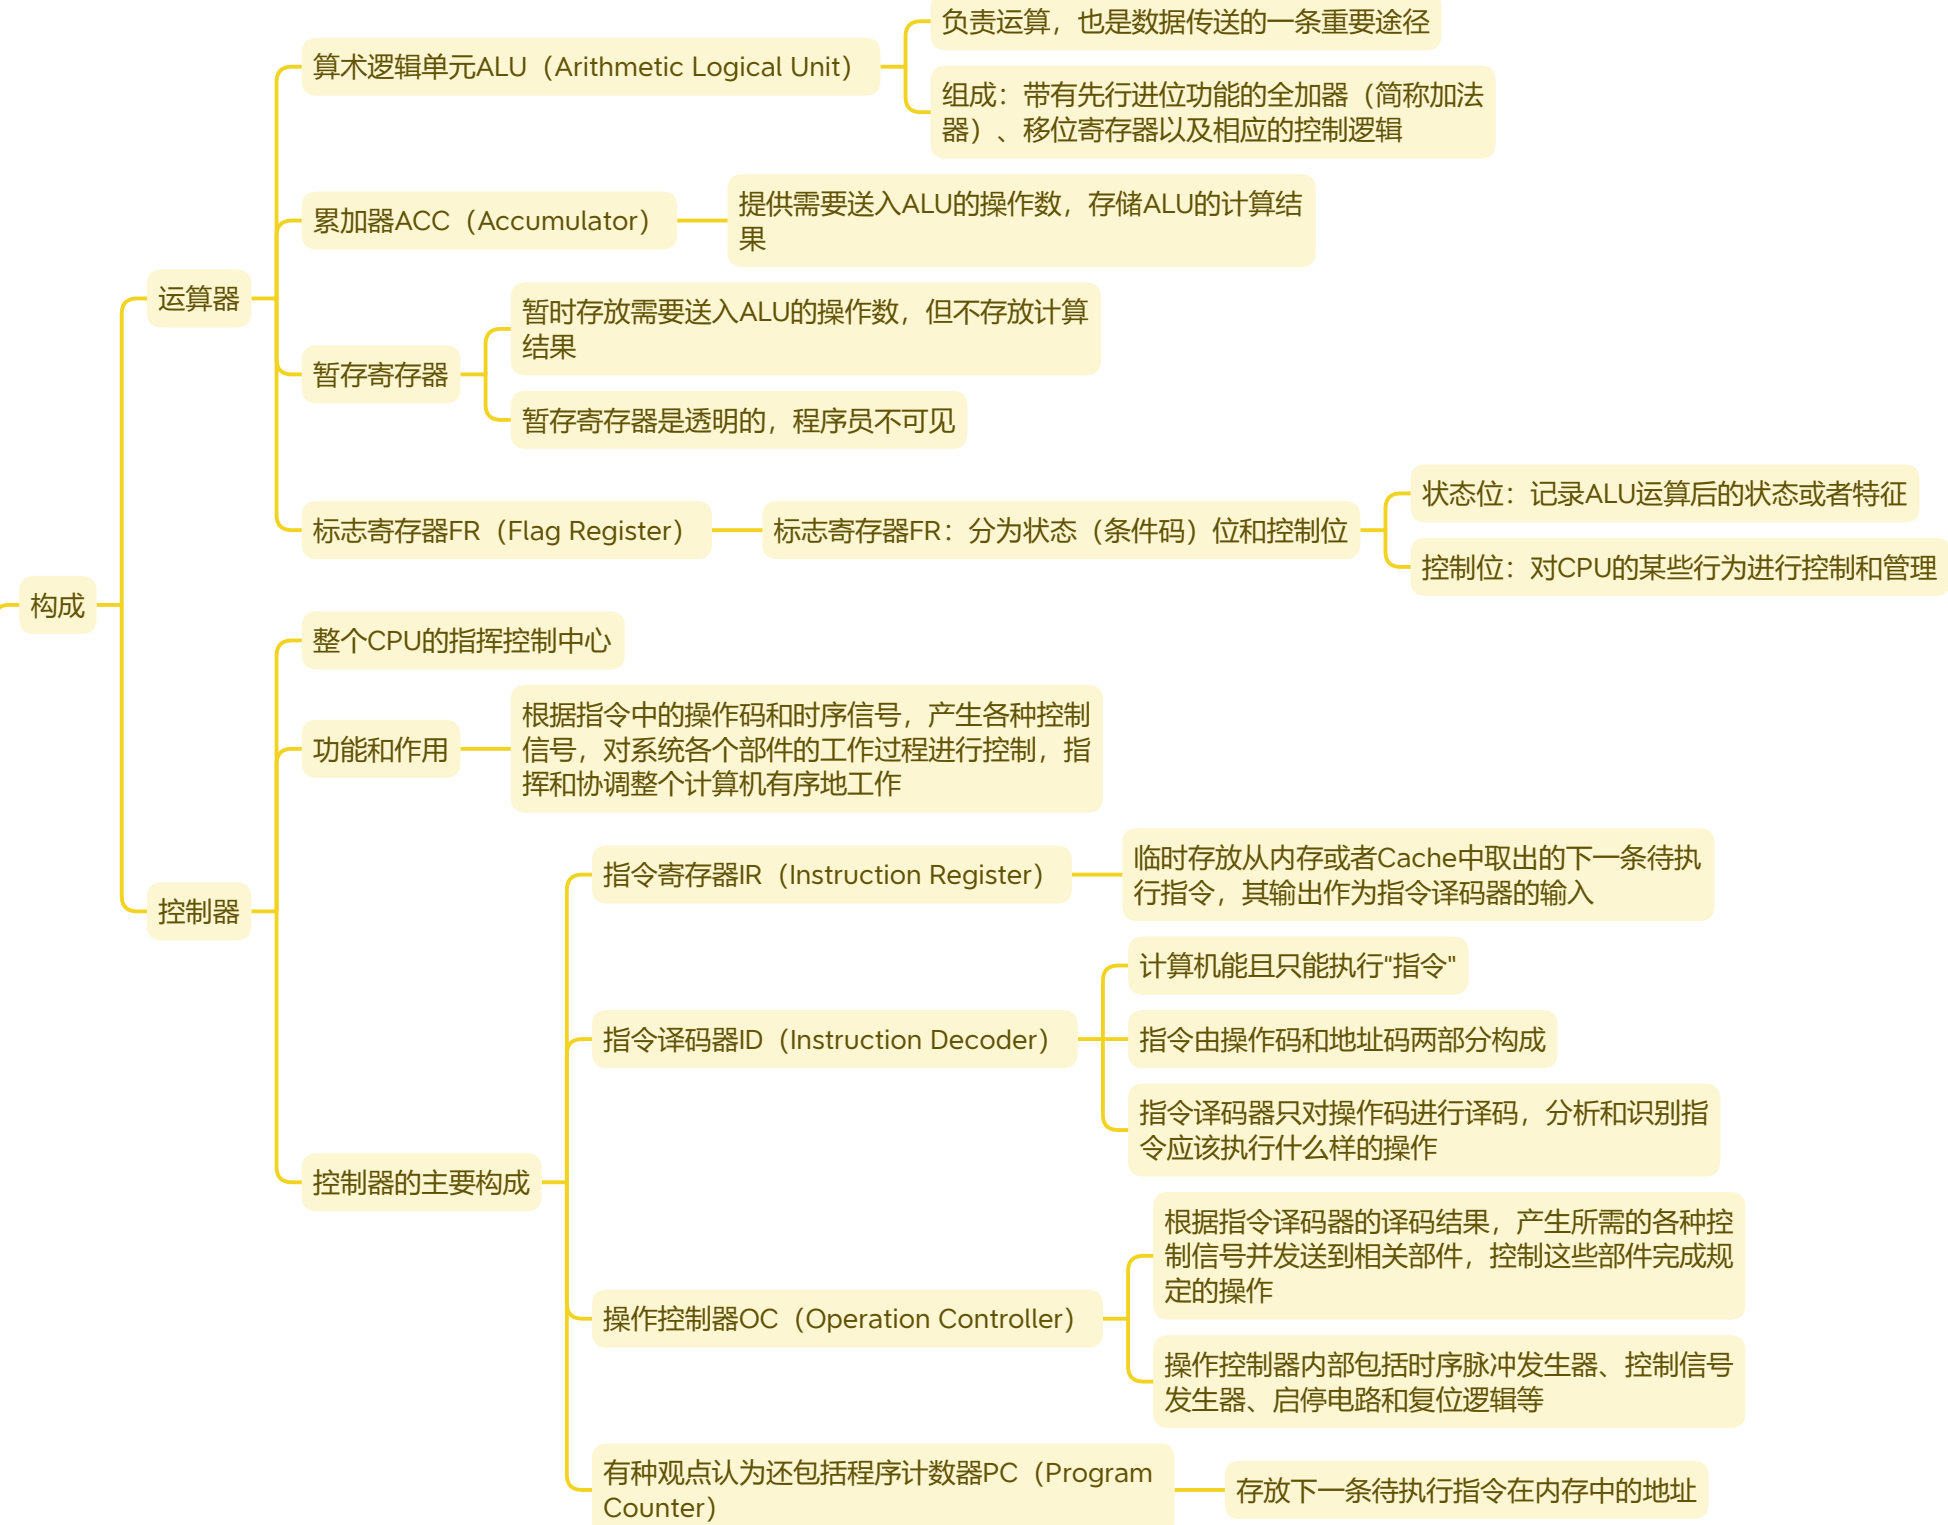 构成
运算器
算术逻辑单元ALU（Arithmetic Logical Unit）
负责运算，也是数据传送的一条重要途径
组成：带有先行进位功能的全加器（简称加法
器）、移位寄存器以及相应的控制逻辑
累加器ACC（Accumulator）
提供需要送入ALU的操作数，存储ALU的计算结
果
暂存寄存器
暂时存放需要送入ALU的操作数，但不存放计算
结果
暂存寄存器是透明的，程序员不可见
标志寄存器FR（Flag Register）
标志寄存器FR：分为状态（条件码）位和控制位
状态位：记录ALU运算后的状态或者特征
控制位：对CPU的某些行为进行控制和管理
控制器
整个CPU的指挥控制中心
功能和作用
根据指令中的操作码和时序信号，产生各种控制
信号，对系统各个部件的工作过程进行控制，指
挥和协调整个计算机有序地工作
控制器的主要构成
指令寄存器IR（Instruction Register）
临时存放从内存或者Cache中取出的下一条待执
行指令，其输出作为指令译码器的输入
指令译码器ID（Instruction Decoder）
计算机能且只能执行"指令"
指令由操作码和地址码两部分构成
指令译码器只对操作码进行译码，分析和识别指
令应该执行什么样的操作
操作控制器OC（Operation Controller）
根据指令译码器的译码结果，产生所需的各种控
制信号并发送到相关部件，控制这些部件完成规
定的操作
操作控制器内部包括时序脉冲发生器、控制信号
发生器、启停电路和复位逻辑等
有种观点认为还包括程序计数器PC（Program
Counter）
存放下一条待执行指令在内存中的地址